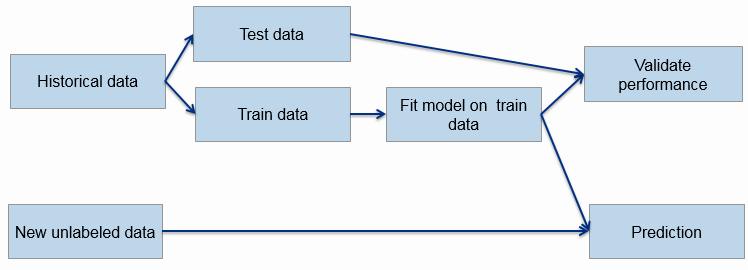 Test data
Historical data
Validate
performance
Train data
Fit model on train
data
New unlabeled data
Prediction